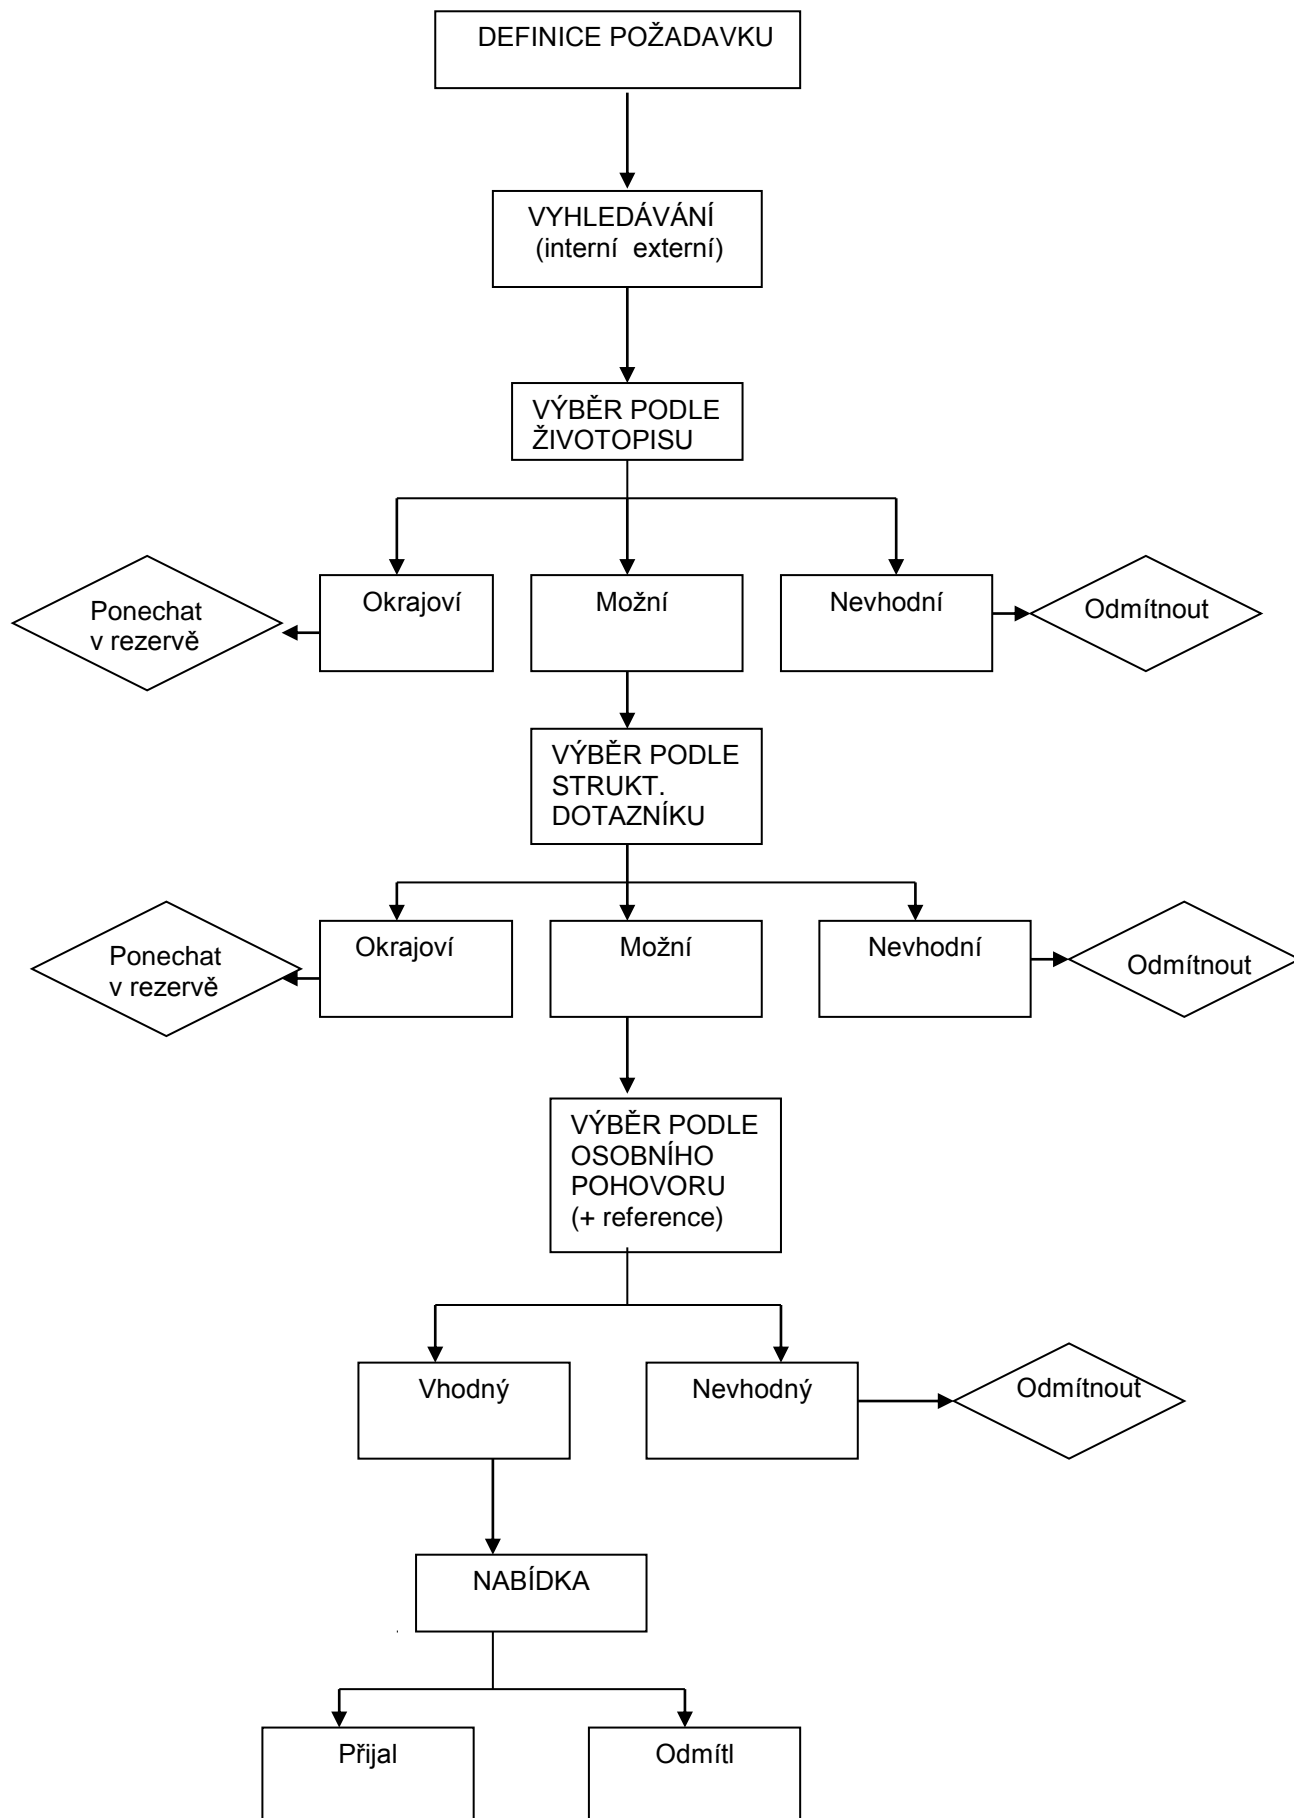 DEFINICE POŽADAVKU
VYHLEDÁVÁNÍ
(interní  externí)
VÝBĚR PODLE
ŽIVOTOPISU
Ponechat
v rezervě
Okrajoví
Možní
Nevhodní
Odmítnout
VÝBĚR PODLE
STRUKT.
DOTAZNÍKU
Ponechat
v rezervě
Okrajoví
Možní
Nevhodní
Odmítnout
VÝBĚR PODLE
OSOBNÍHO
POHOVORU
(+ reference)
Vhodný
Nevhodný
Odmítnout
NABÍDKA
Přijal
Odmítl